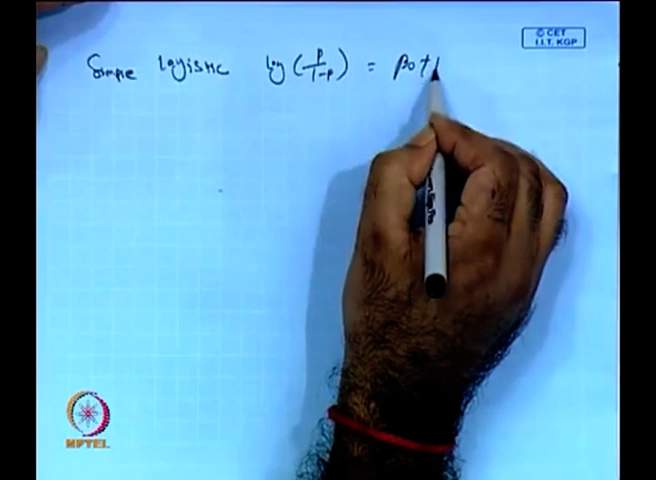 Simple logistic log(p/1-p) = β0 +
© CET
I.I.T. KGP
NPTEL